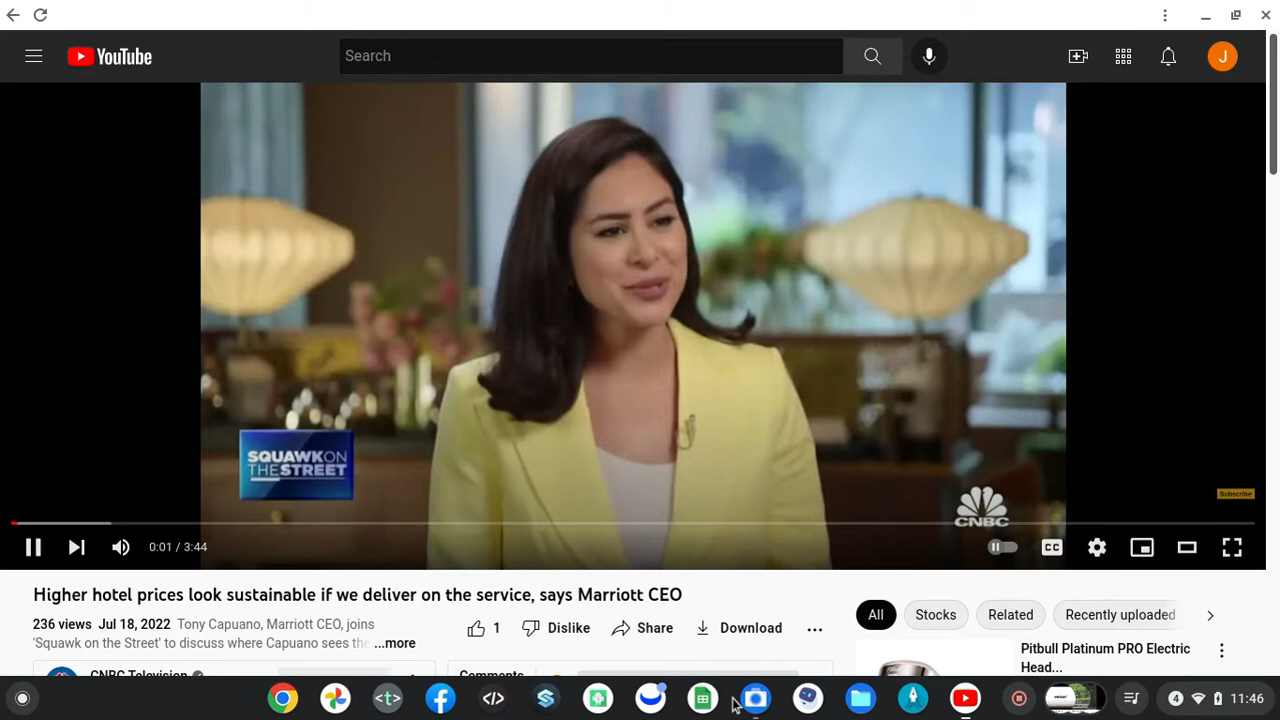 YouTube
Search
J
SQUAWK ON
THE STREET
CNBC
Subscribe
0:01 / 3:44
CC
Higher hotel prices look sustainable if we deliver on the service, says Marriott CEO
236 views Jul 18, 2022 Tony Capuano, Marriott CEO, joins
'Squawk on the Street' to discuss where Capuano sees the ...more
1
Dislike
Share
Download
All
Stocks
Related
Recently uploaded
Pitbull Platinum PRO Electric
Head...
CNBC Television
Comments
4
11:46